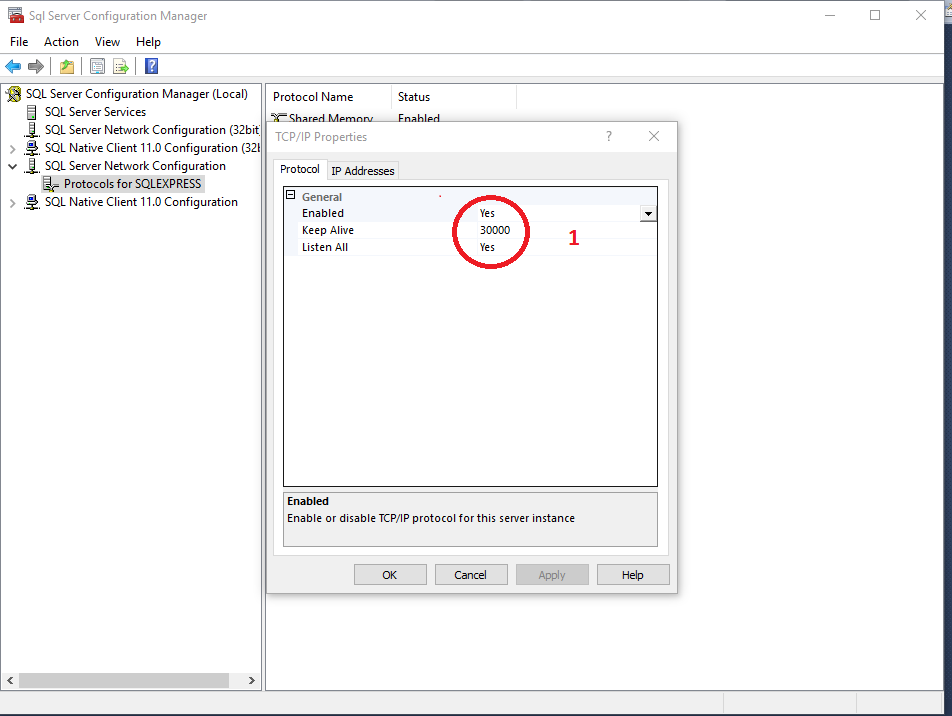 Sql Server Configuration Manager
File Action View Help
SQL Server Configuration Manager (Local)
SQL Server Services
SQL Server Network Configuration (32bit
SQL Native Client 11.0 Configuration (32b
SQL Server Network Configuration
Protocols for SQLEXPRESS
SQL Native Client 11.0 Configuration
Protocol Name Status
Shared Memory Enabled
TCP/IP Properties
Protocol IP Addresses
General
Enabled Yes
Keep Alive 30000
Listen All Yes
1
Enabled
Enable or disable TCP/IP protocol for this server instance
OK Cancel Apply Help